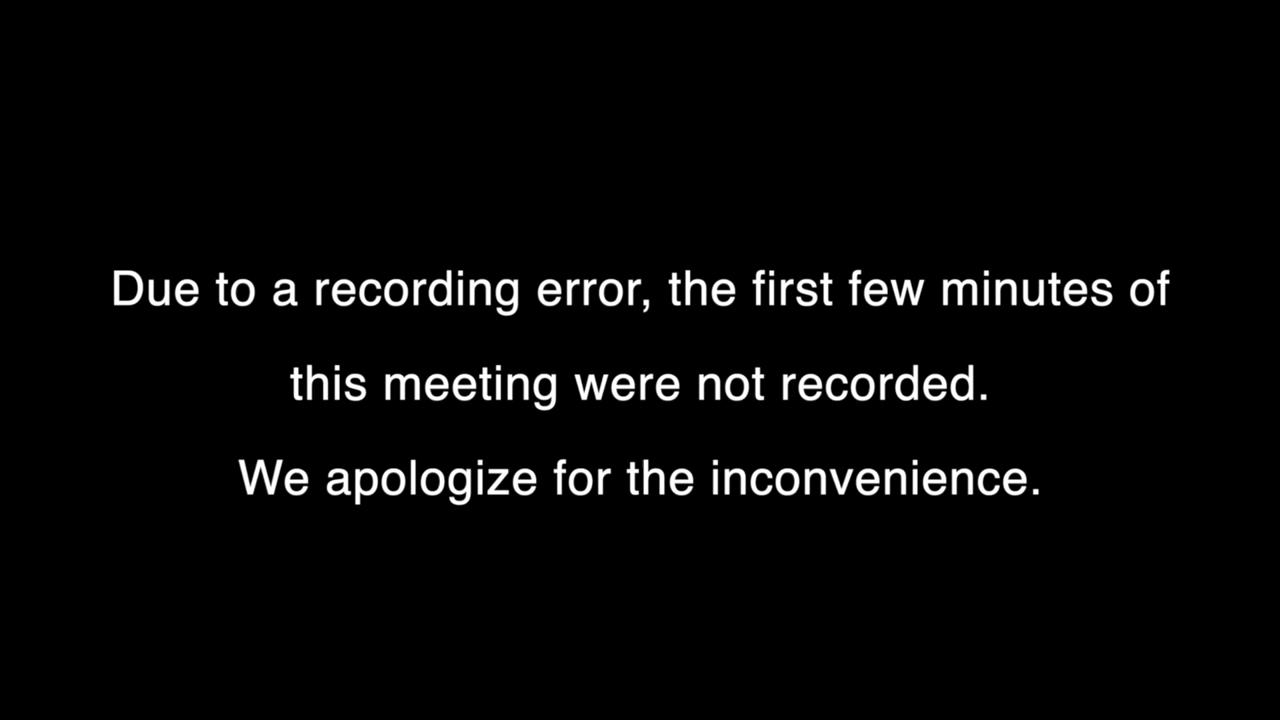 Due to a recording error, the first few minutes of
this meeting were not recorded.
We apologize for the inconvenience.